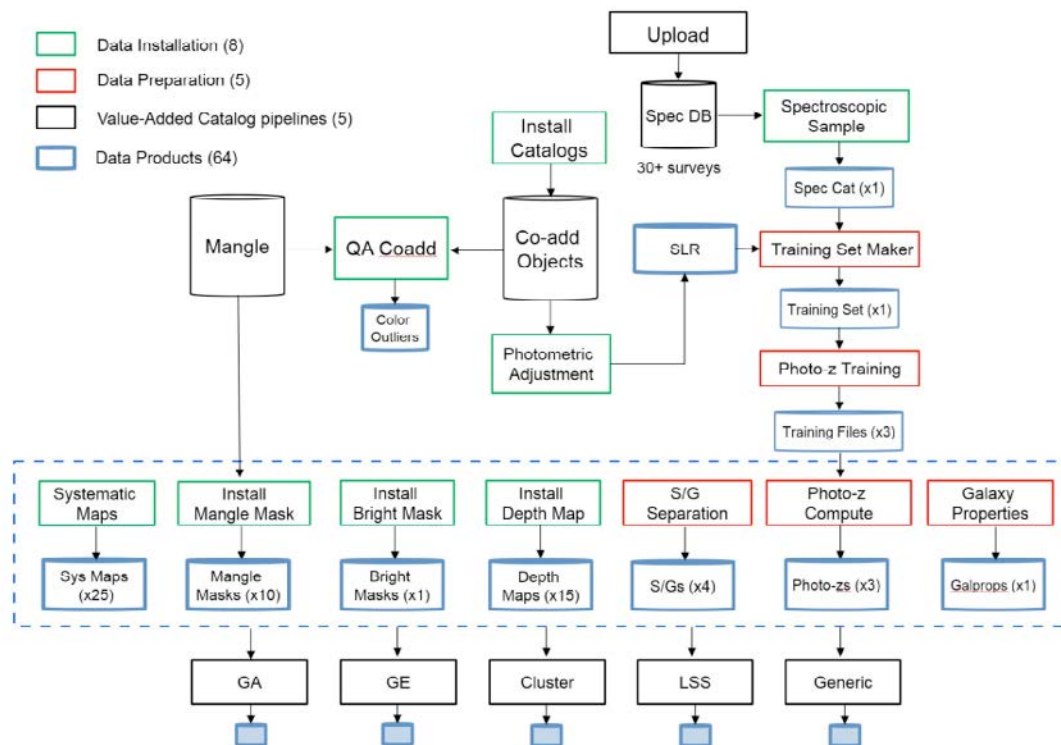 Data Installation (8)
Data Preparation (5)
Value-Added Catalog pipelines (5)
Data Products (64)
Upload
Spec DB
30+ surveys
Spectroscopic
Sample
Spec Cat (x1)
Install
Catalogs
Mangle
QA Coadd
Co-add
Objects
SLR
Training Set Maker
Color
Outliers
Training Set (x1)
Photometric
Adjustment
Photo-z Training
Training Files (x3)
Systematic
Maps
Install
Mangle Mask
Install
Bright Mask
Install
Depth Map
S/G
Separation
Photo-z
Compute
Galaxy
Properties
Sys Maps
(x25)
Mangle
Masks (x10)
Bright
Masks (x1)
Depth
Maps (x15)
S/Gs (x4)
Photo-zs (x3)
Galprops (x1)
GA
GE
Cluster
LSS
Generic